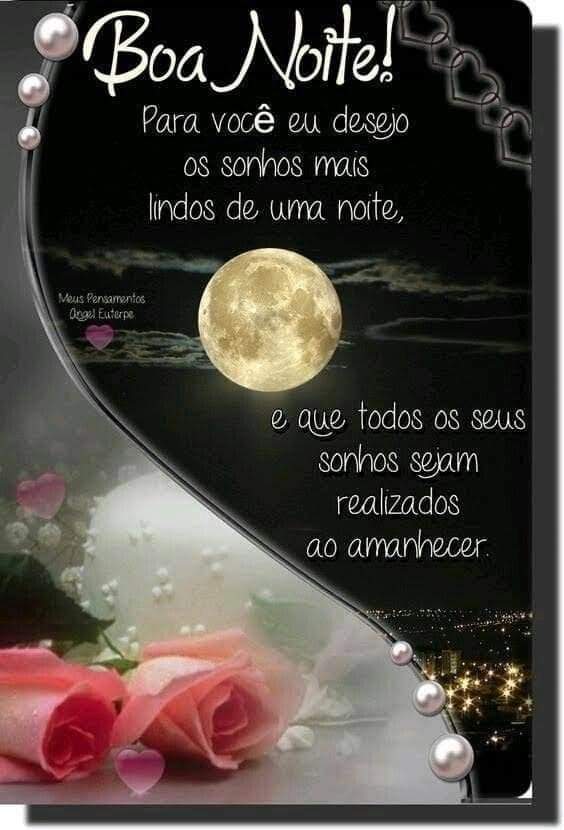 Boa Noite!
Para você eu desejo
os sonhos mais
lindos de uma noite,
Meus Pensamentos
Angel Euterpe
e que todos os seus
sonhos sejam
realizados
ao amanhecer.